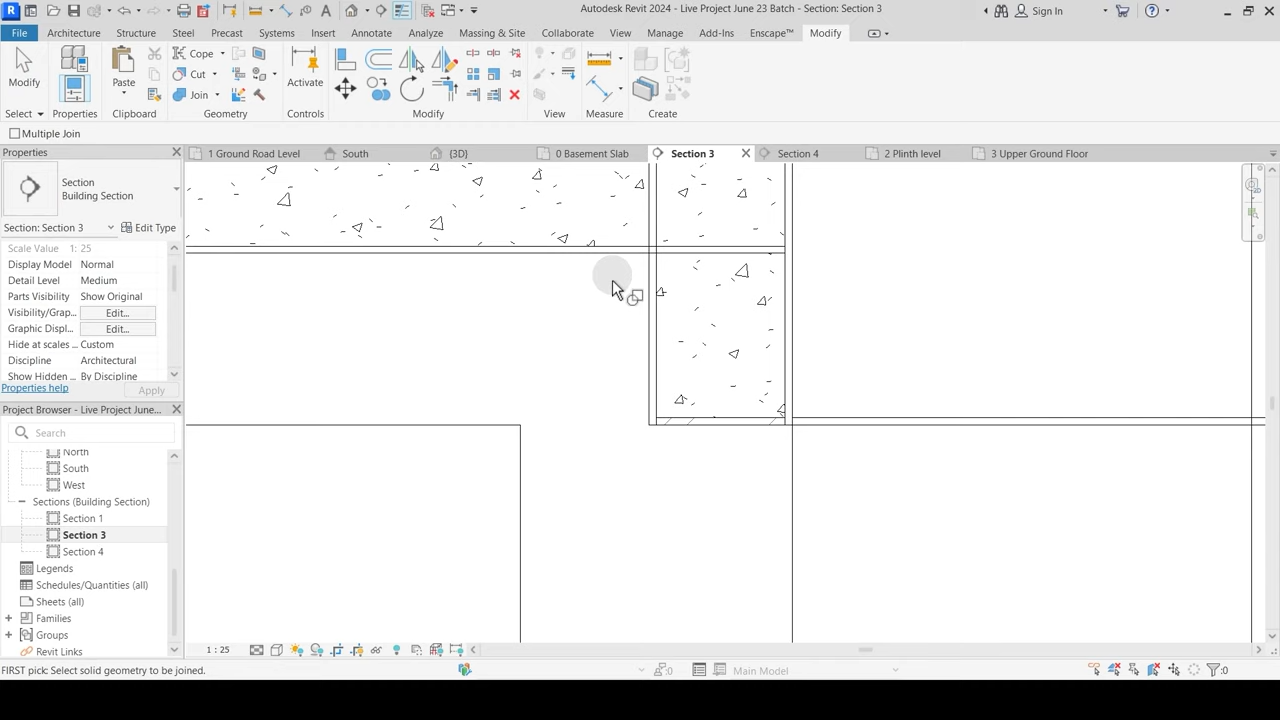 Autodesk Revit 2024 - Live Project June 23 Batch - Section: Section 3
Sign In
File
Architecture
Structure
Steel
Precast
Systems
Insert
Annotate
Analyze
Massing & Site
Collaborate
View
Manage
Add-Ins
Enscape™
Modify
Modify
Paste
Cope
Cut
Join
Activate
Select
Properties
Clipboard
Geometry
Controls
Modify
View
Measure
Create
Multiple Join
Properties
1 Ground Road Level
South
{3D}
0 Basement Slab
Section 3
Section 4
2 Plinth level
3 Upper Ground Floor
Section
Building Section
Section: Section 3
Edit Type
Scale Value 1: 25
Display Model Normal
Detail Level Medium
Parts Visibility Show Original
Visibility/Grap... Edit...
Graphic Displ... Edit...
Hide at scales ... Custom
Discipline Architectural
Show Hidden ... By Discipline
Properties help
Apply
Project Browser - Live Project June...
Search
North
South
West
Sections (Building Section)
Section 1
Section 3
Section 4
Legends
Schedules/Quantities (all)
Sheets (all)
Families
Groups
Revit Links
1 : 25
FIRST pick: Select solid geometry to be joined.
:0
Main Model
:0